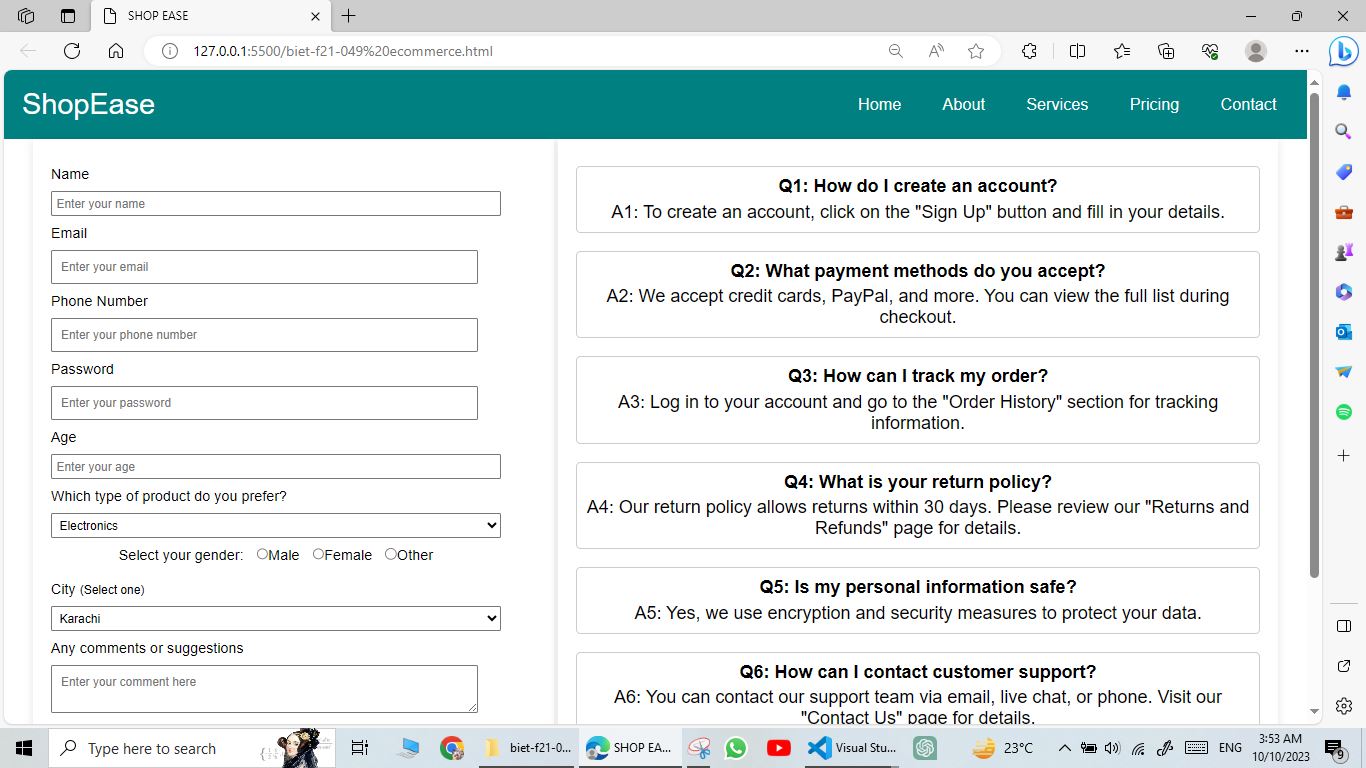 SHOP EASE
127.0.0.1:5500/biet-f21-049%20ecommerce.html
ShopEase
Home
About
Services
Pricing
Contact
Name
Enter your name
Email
Enter your email
Phone Number
Enter your phone number
Password
Enter your password
Age
Enter your age
Which type of product do you prefer?
Electronics
Select your gender: Male Female Other
City (Select one)
Karachi
Any comments or suggestions
Enter your comment here
Q1: How do I create an account?
A1: To create an account, click on the "Sign Up" button and fill in your details.
Q2: What payment methods do you accept?
A2: We accept credit cards, PayPal, and more. You can view the full list during
checkout.
Q3: How can I track my order?
A3: Log in to your account and go to the "Order History" section for tracking
information.
Q4: What is your return policy?
A4: Our return policy allows returns within 30 days. Please review our "Returns and
Refunds" page for details.
Q5: Is my personal information safe?
A5: Yes, we use encryption and security measures to protect your data.
Q6: How can I contact customer support?
A6: You can contact our support team via email, live chat, or phone. Visit our
"Contact Us" page for details.
Type here to search
biet-f21-0...
SHOP EA...
Visual Stu...
23°C
ENG
3:53 AM
10/10/2023
9